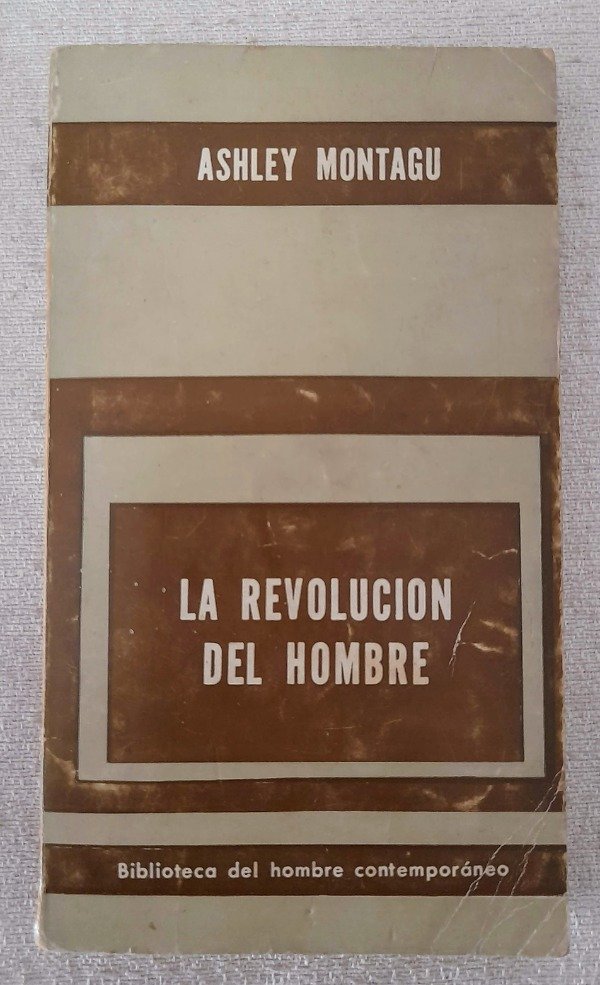 ASHLEY MONTAGU
LA REVOLUCION
DEL HOMBRE
Biblioteca del hombre contemporáneo